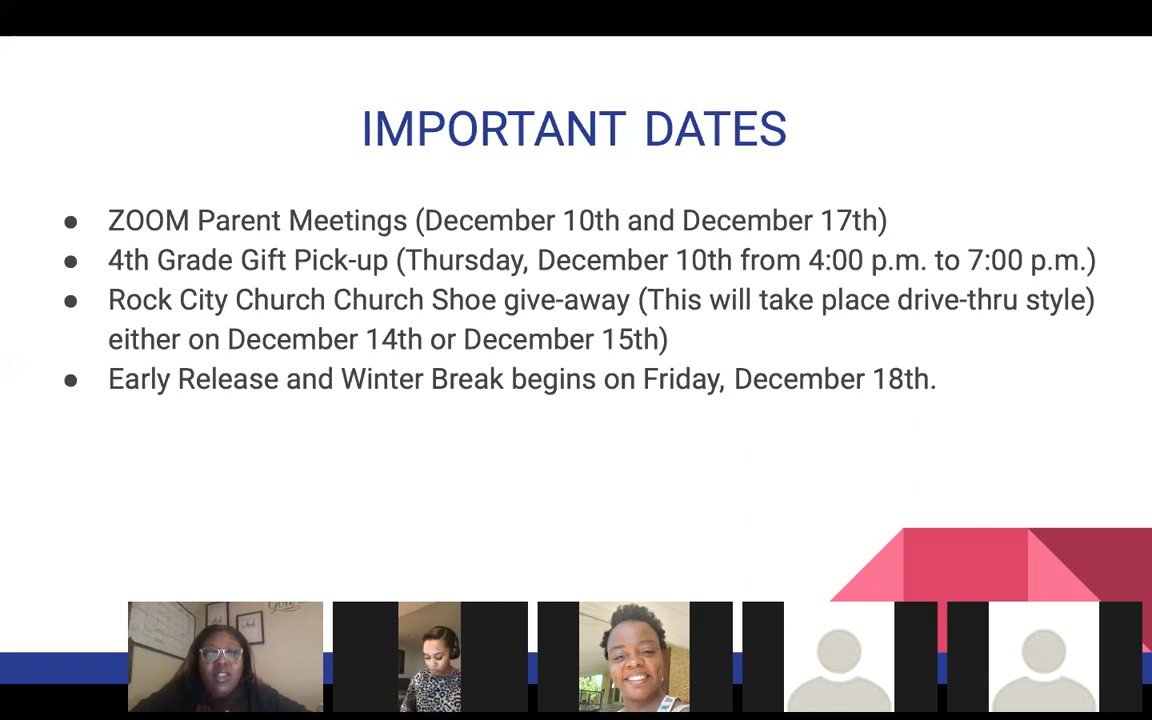 IMPORTANT DATES
● ZOOM Parent Meetings (December 10th and December 17th)
● 4th Grade Gift Pick-up (Thursday, December 10th from 4:00 p.m. to 7:00 p.m.)
● Rock City Church Church Shoe give-away (This will take place drive-thru style)
either on December 14th or December 15th)
● Early Release and Winter Break begins on Friday, December 18th.